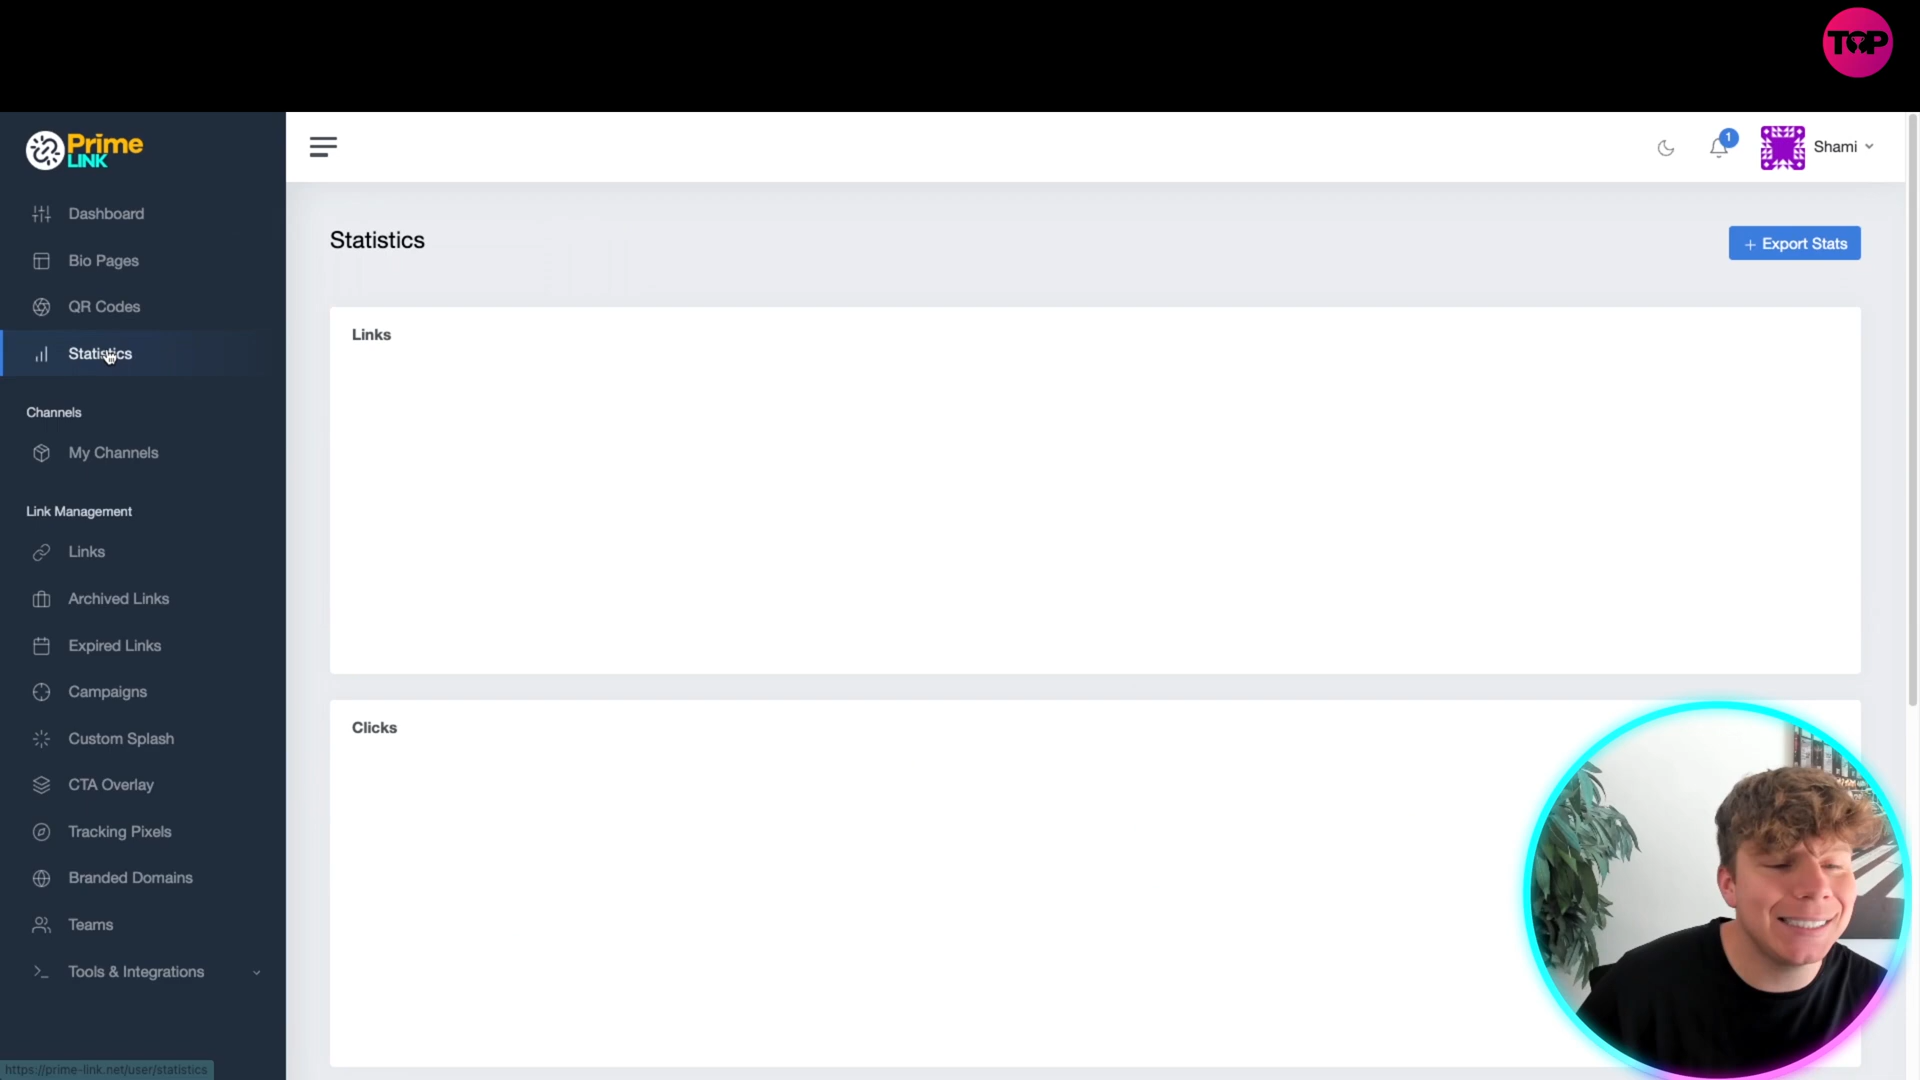 TOP
Prime
LINK
1
Shami
Dashboard
Bio Pages
QR Codes
Statistics
Channels
My Channels
Link Management
Links
Archived Links
Expired Links
Campaigns
Custom Splash
CTA Overlay
Tracking Pixels
Branded Domains
Teams
Tools & Integrations
https://prime-link.net/user/statistics
Statistics
+ Export Stats
Links
Clicks